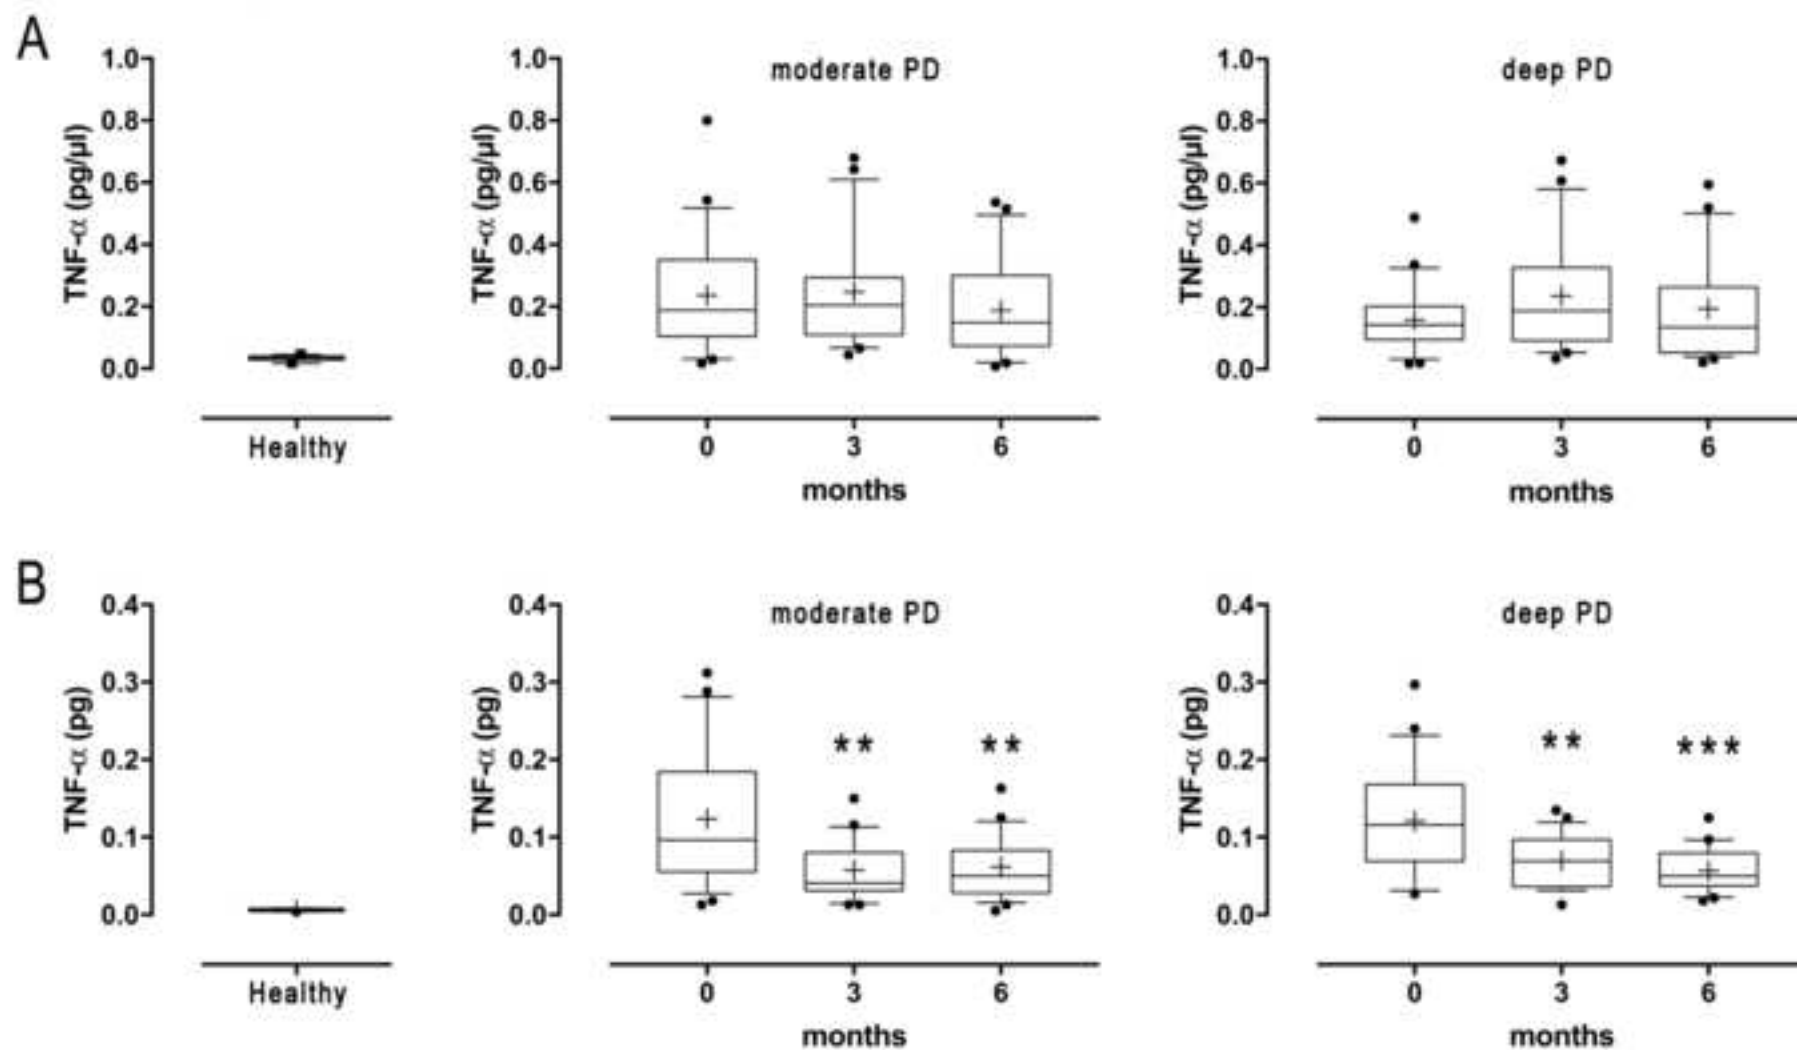 A
TNF-α (pg/µl)
1.0
0.8
0.6
0.4
0.2
0.0
Healthy
moderate PD
TNF-α (pg/µl)
1.0
0.8
0.6
0.4
0.2
0.0
0 3 6
months
deep PD
TNF-α (pg/µl)
1.0
0.8
0.6
0.4
0.2
0.0
0 3 6
months
B
TNF-α (pg)
0.4
0.3
0.2
0.1
0.0
Healthy
moderate PD
TNF-α (pg)
0.4
0.3
0.2
0.1
0.0
** **
0 3 6
months
deep PD
TNF-α (pg)
0.4
0.3
0.2
0.1
0.0
** ***
0 3 6
months